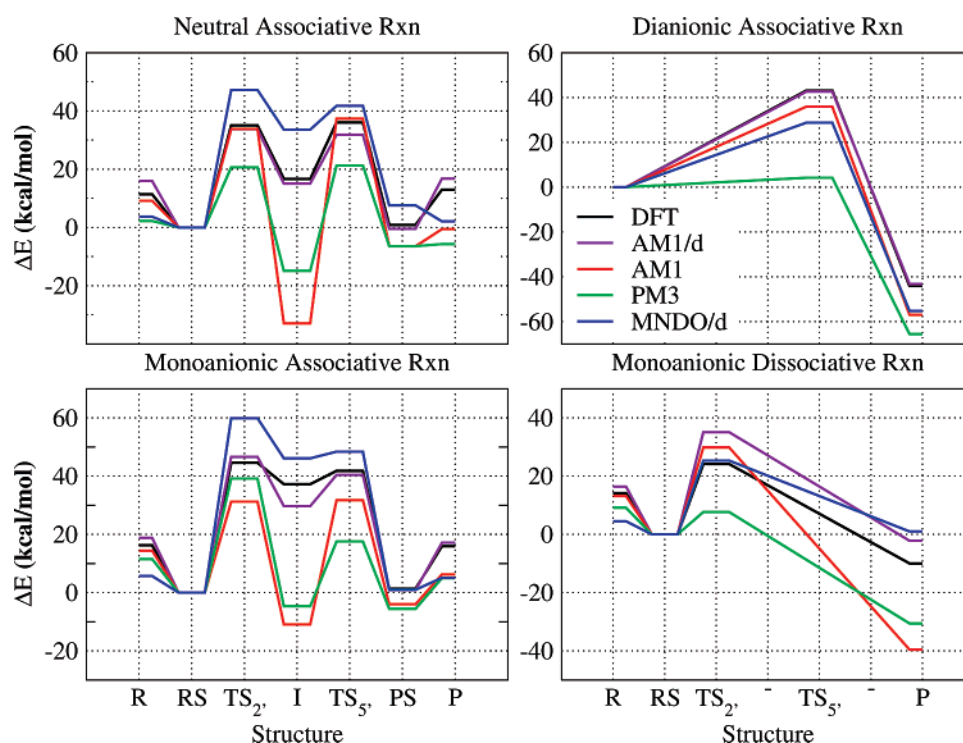 Neutral Associative Rxn
Dianionic Associative Rxn
60
40
20
0
20
ΔE (kcal/mol)
60
40
20
0
-20
-40
-60
DFT
AM1/d
AM1
PM3
MNDO/d
Monoanionic Associative Rxn
Monoanionic Dissociative Rxn
60
40
20
0
20
ΔE (kcal/mol)
40
20
0
-20
-40
R RS TS2' I TS5' PS P
Structure
R RS TS2' - TS5' - P
Structure